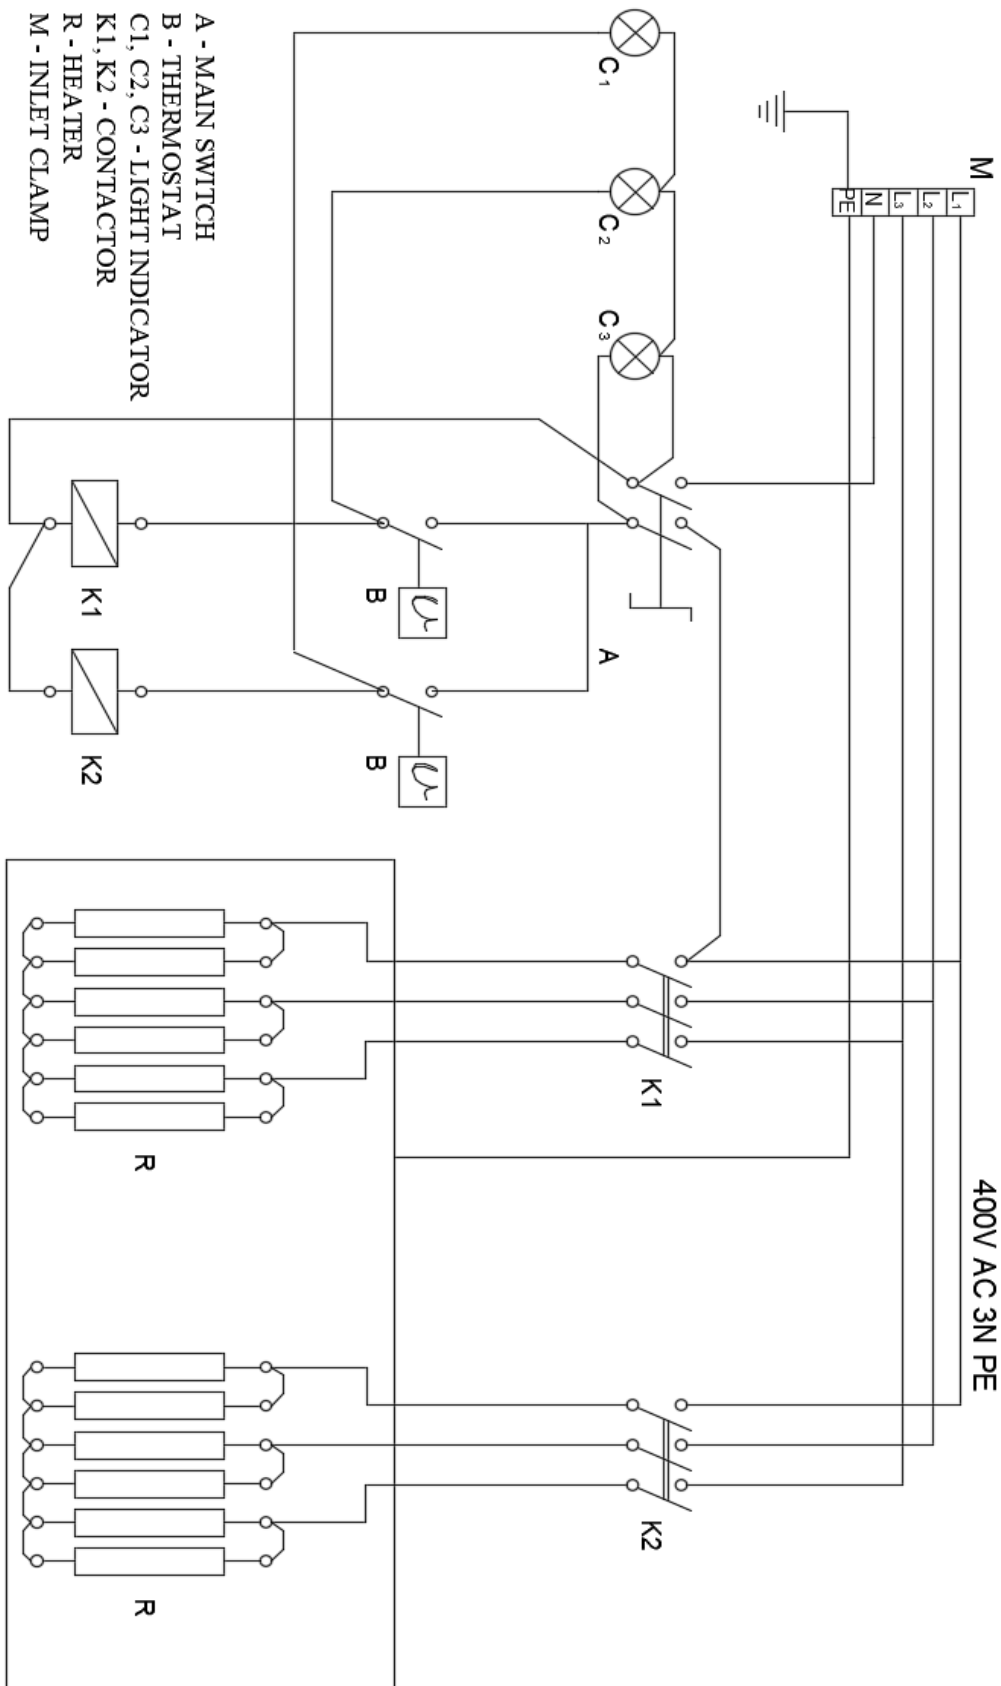 M
400V AC 3N PE
L1
L2
L3
N
PE
C1
C2
C3
A
B
B
K1
K2
K1
K2
R
R
A - MAIN SWITCH
B - THERMOSTAT
C1, C2, C3 - LIGHT INDICATOR
K1, K2 - CONTACTOR
R - HEATER
M - INLET CLAMP